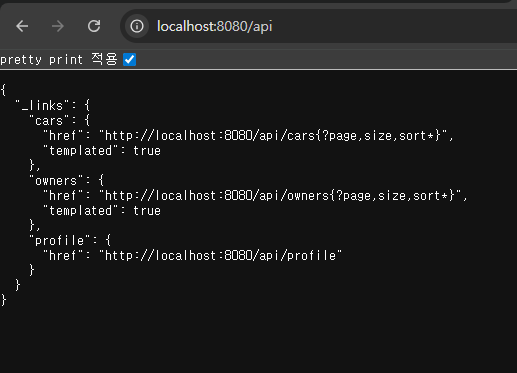 localhost:8080/api
pretty print 적용
{
  "_links": {
    "cars": {
      "href": "http://localhost:8080/api/cars{?page,size,sort*}",
      "templated": true
    },
    "owners": {
      "href": "http://localhost:8080/api/owners{?page,size,sort*}",
      "templated": true
    },
    "profile": {
      "href": "http://localhost:8080/api/profile"
    }
  }
}